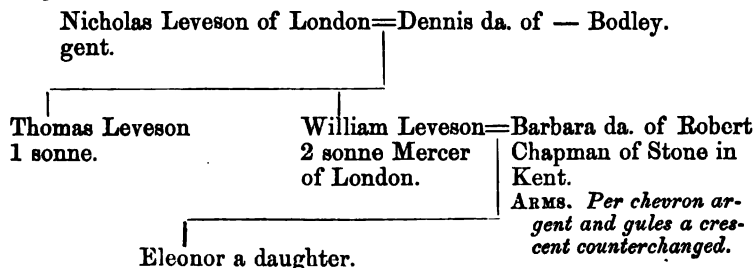 Nicholas Leveson of London=Dennis da. of — Bodley.
gent.
Thomas Leveson
1 sonne.
William Leveson=Barbara da. of Robert
2 sonne Mercer
of London.
Chapman of Stone in
Kent.
ARMS. Per chevron ar-
gent and gules a cres-
cent counterchanged.
Eleonor a daughter.